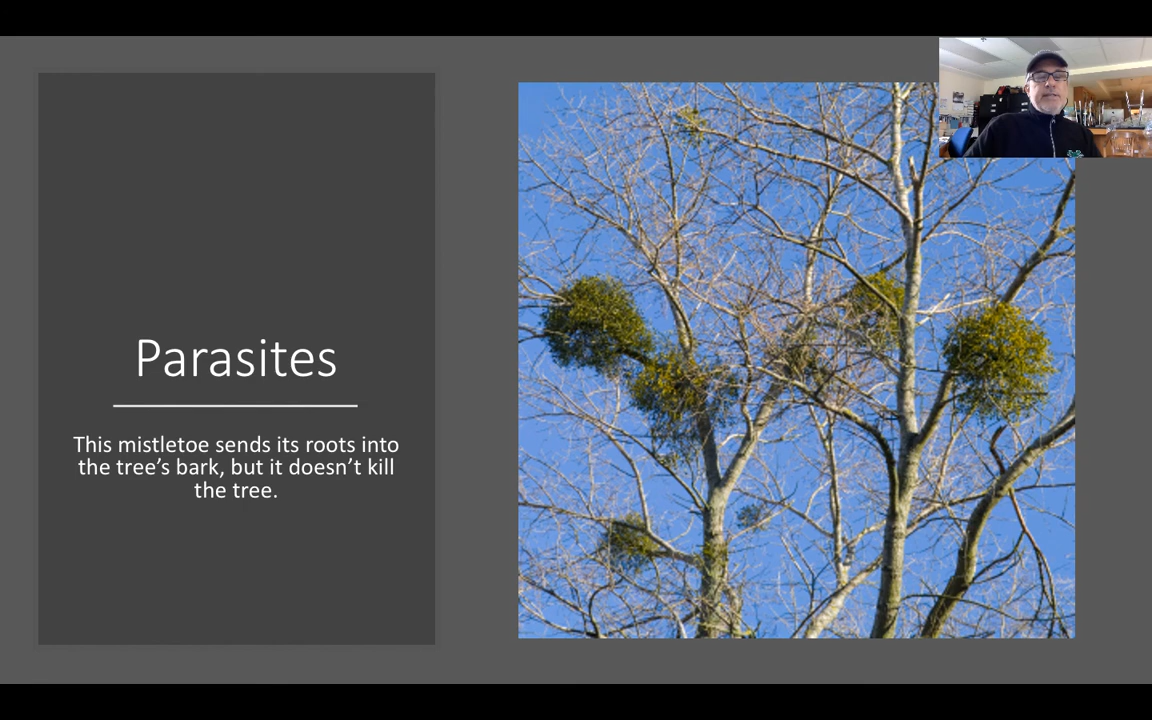 Parasites
This mistletoe sends its roots into
the tree’s bark, but it doesn’t kill
the tree.